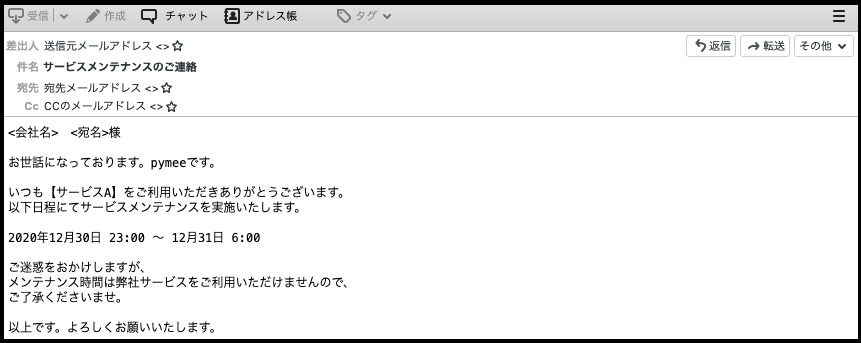 受信 作成 チャット アドレス帳 タグ
差出人 送信元メールアドレス <> 返信 転送 その他
件名 サービスメンテナンスのご連絡
宛先 宛先メールアドレス <>
Cc CCのメールアドレス <>
<会社名> <宛名>様
お世話になっております。pymeeです。
いつも【サービスA】をご利用いただきありがとうございます。
以下日程にてサービスメンテナンスを実施いたします。
2020年12月30日 23:00 〜 12月31日 6:00
ご迷惑をおかけしますが、
メンテナンス時間は弊社サービスをご利用いただけませんので、
ご了承くださいませ。
以上です。よろしくお願いいたします。